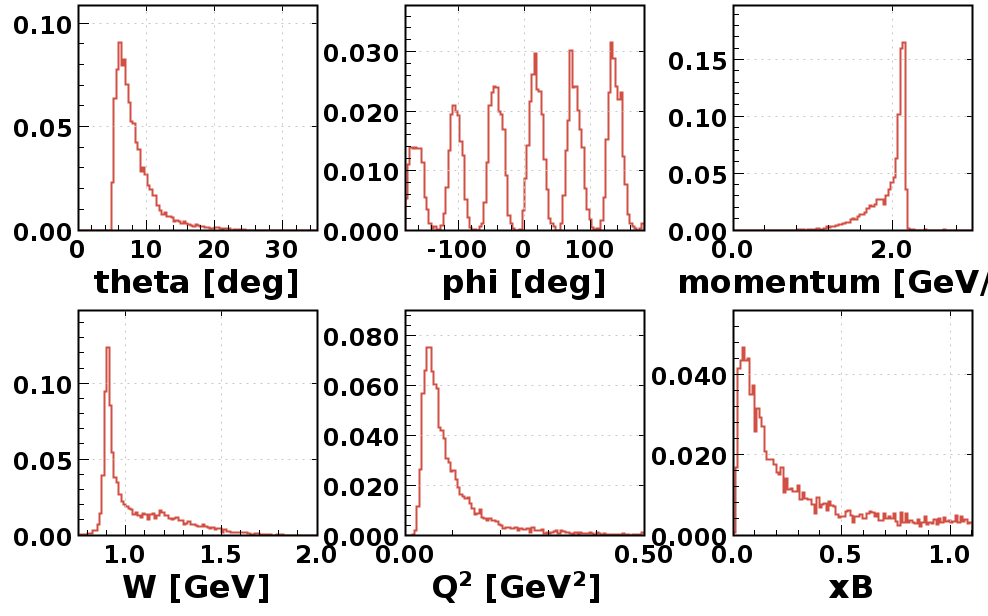 0.10
0.05
0.00
0 10 20 30
theta [deg]
0.030
0.020
0.010
0.000
-100 0 100
phi [deg]
0.15
0.10
0.05
0.00
0.0 2.0
momentum [GeV/
0.10
0.05
0.00
1.0 1.5 2.0
W [GeV]
0.080
0.060
0.040
0.020
0.000
0.00 0.50
Q² [GeV²]
0.040
0.020
0.000
0.0 0.5 1.0
xB